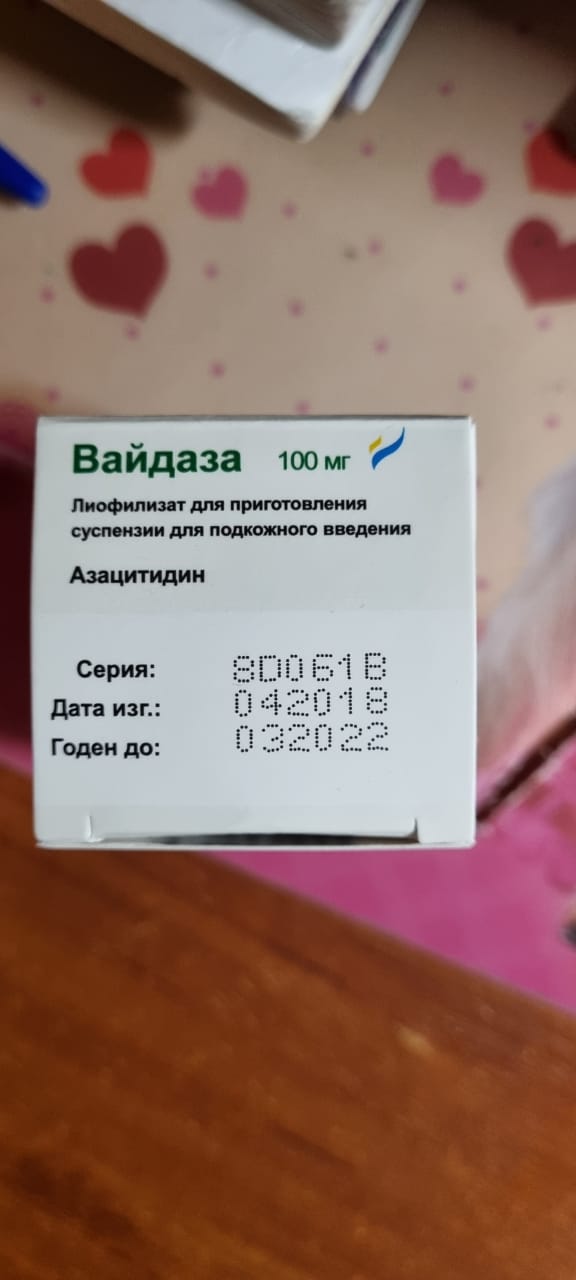 Вайдаза 100 мг
Лиофилизат для приготовления
суспензии для подкожного введения
Азацитидин
Серия: 8D061B
Дата изг.: 042018
Годен до: 032022